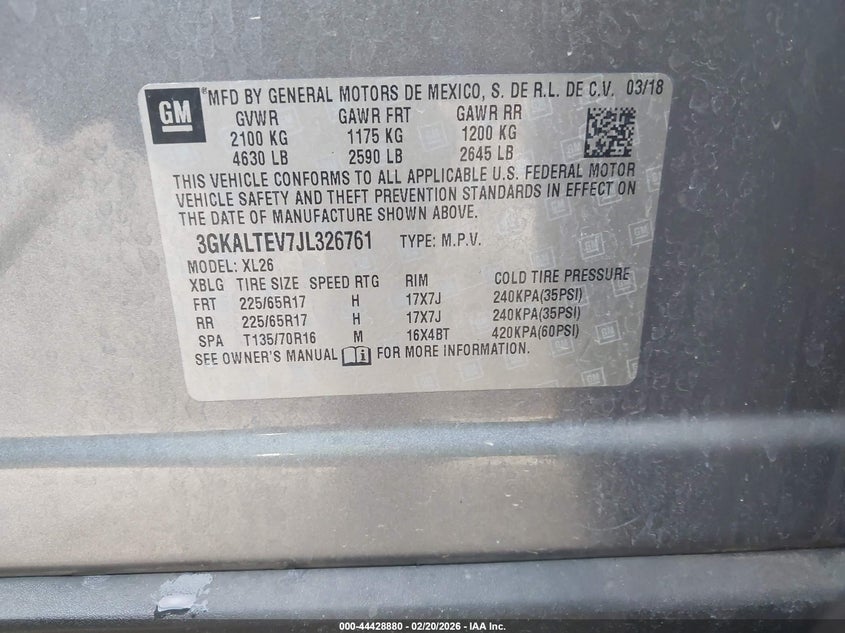 GM
®MFD BY GENERAL MOTORS DE MEXICO, S. DE R.L. DE C.V. 03/18
GVWR GAWR FRT GAWR RR
2100 KG 1175 KG 1200 KG
4630 LB 2590 LB 2645 LB
THIS VEHICLE CONFORMS TO ALL APPLICABLE U.S. FEDERAL MOTOR
VEHICLE SAFETY AND THEFT PREVENTION STANDARDS IN EFFECT ON
THE DATE OF MANUFACTURE SHOWN ABOVE.
3GKALTEV7JL326761 TYPE: M.P.V.
MODEL: XL26
XBLG TIRE SIZE SPEED RTG RIM COLD TIRE PRESSURE
FRT 225/65R17 H 17X7J 240KPA(35PSI)
RR 225/65R17 H 17X7J 240KPA(35PSI)
SPA T135/70R16 M 16X4BT 420KPA(60PSI)
SEE OWNER'S MANUAL FOR MORE INFORMATION.
000-44428880 — 02/20/2026 — IAA Inc.